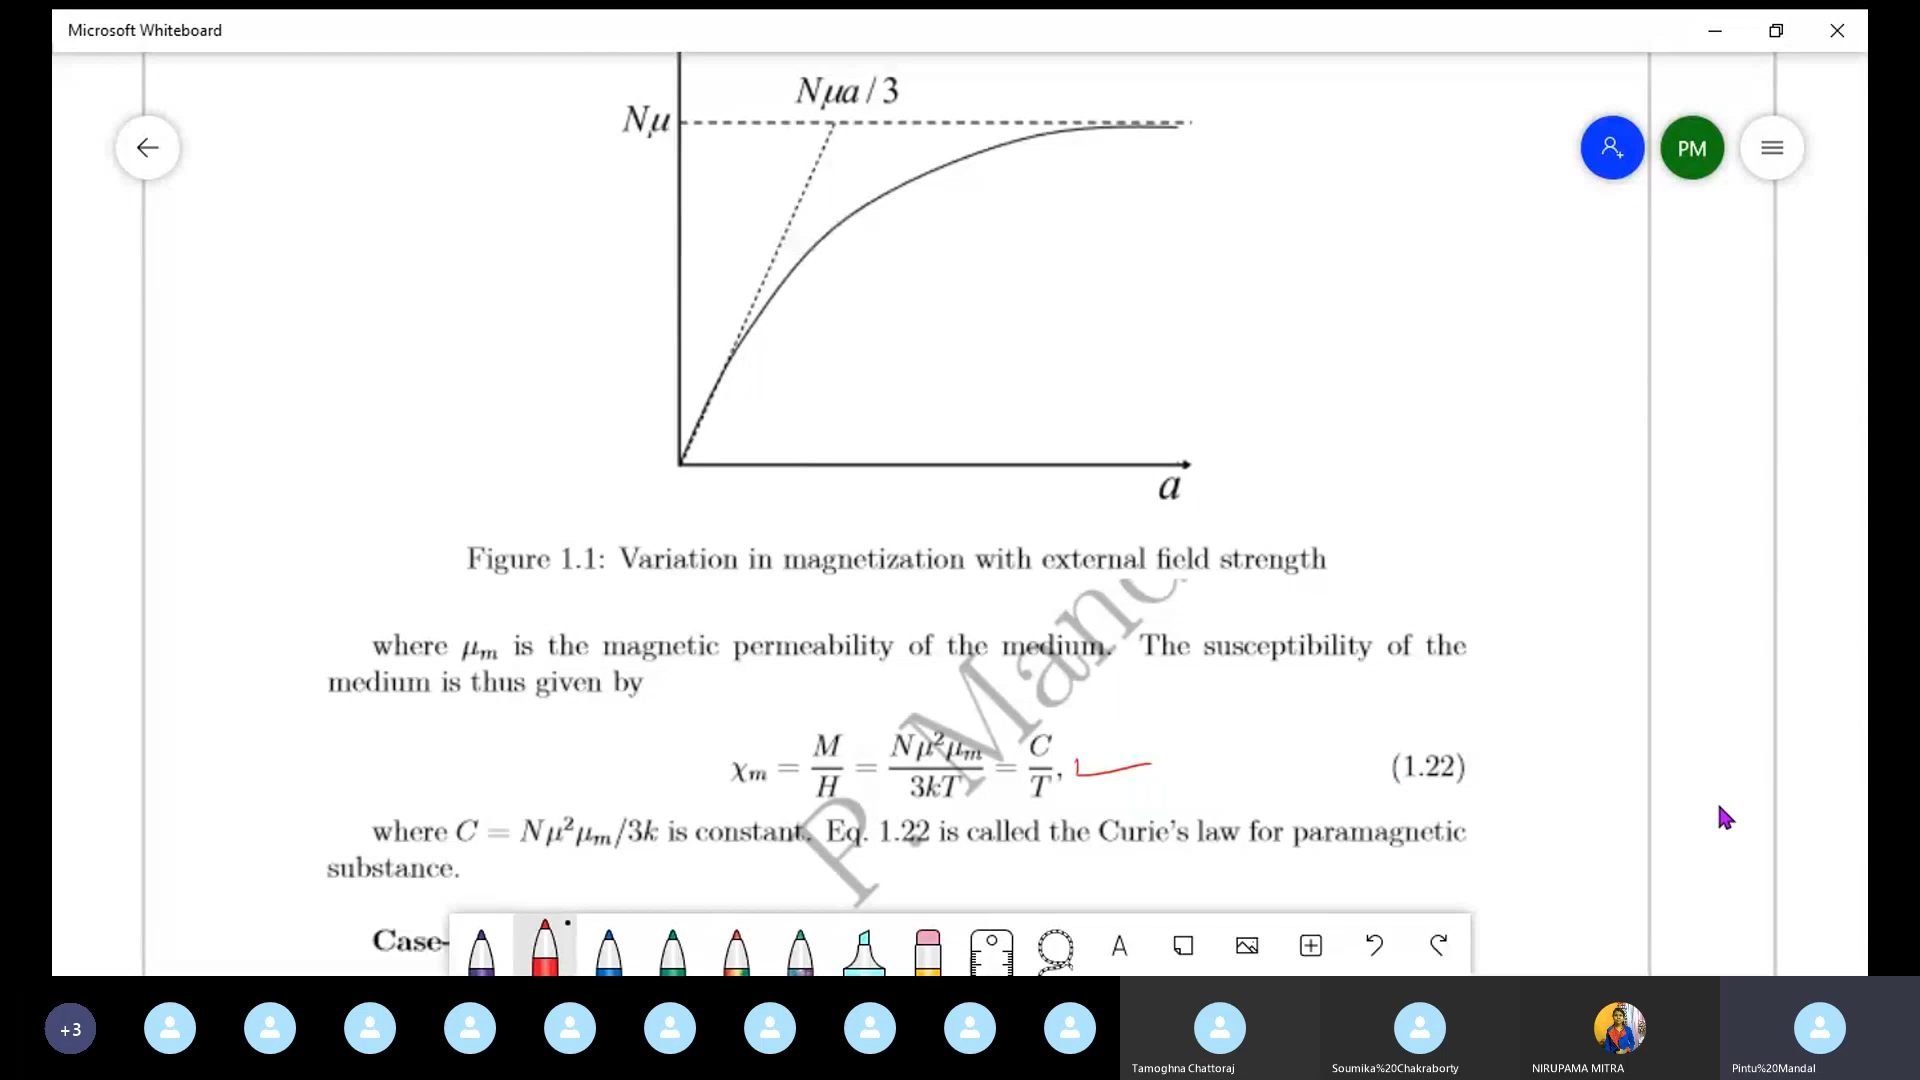 Microsoft Whiteboard
Nμa / 3
Nμ
PM
a
Figure 1.1: Variation in magnetization with external field strength
where μₘ is the magnetic permeability of the medium. The susceptibility of the
medium is thus given by
χₘ = M/H = Nμ²μₘ/3kT = C/T, (1.22)
where C = Nμ²μₘ/3k is constant. Eq. 1.22 is called the Curie's law for paramagnetic
substance.
P. Mand
Case-
A
+3
Tamoghna Chattoraj
Soumika%20Chakraborty
NIRUPAMA MITRA
Pintu%20Mandal